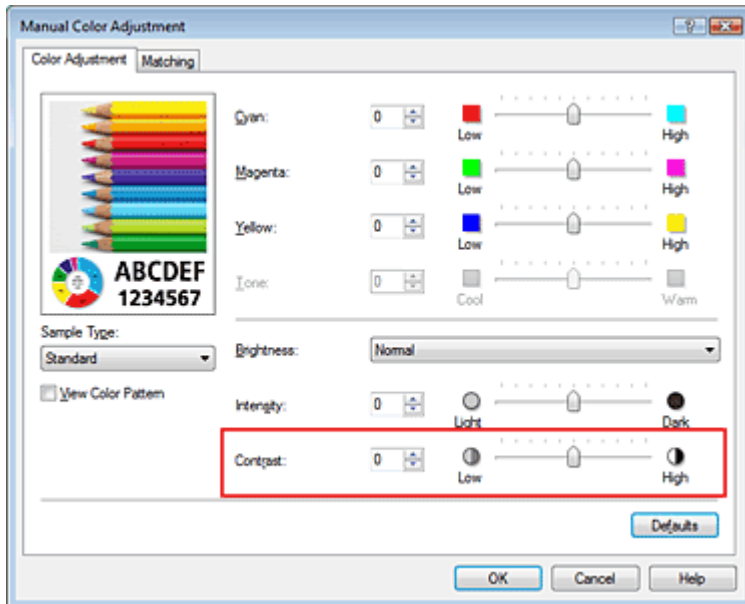 Manual Color Adjustment
Color Adjustment
Matching
ABCDEF
1234567
Sample Type:
Standard
View Color Pattern
Cyan: 0
Low High
Magenta: 0
Low High
Yellow: 0
Low High
Tone: 0
Cool Warm
Brightness: Normal
Intensity: 0
Light Dark
Contrast: 0
Low High
Defaults
OK Cancel Help